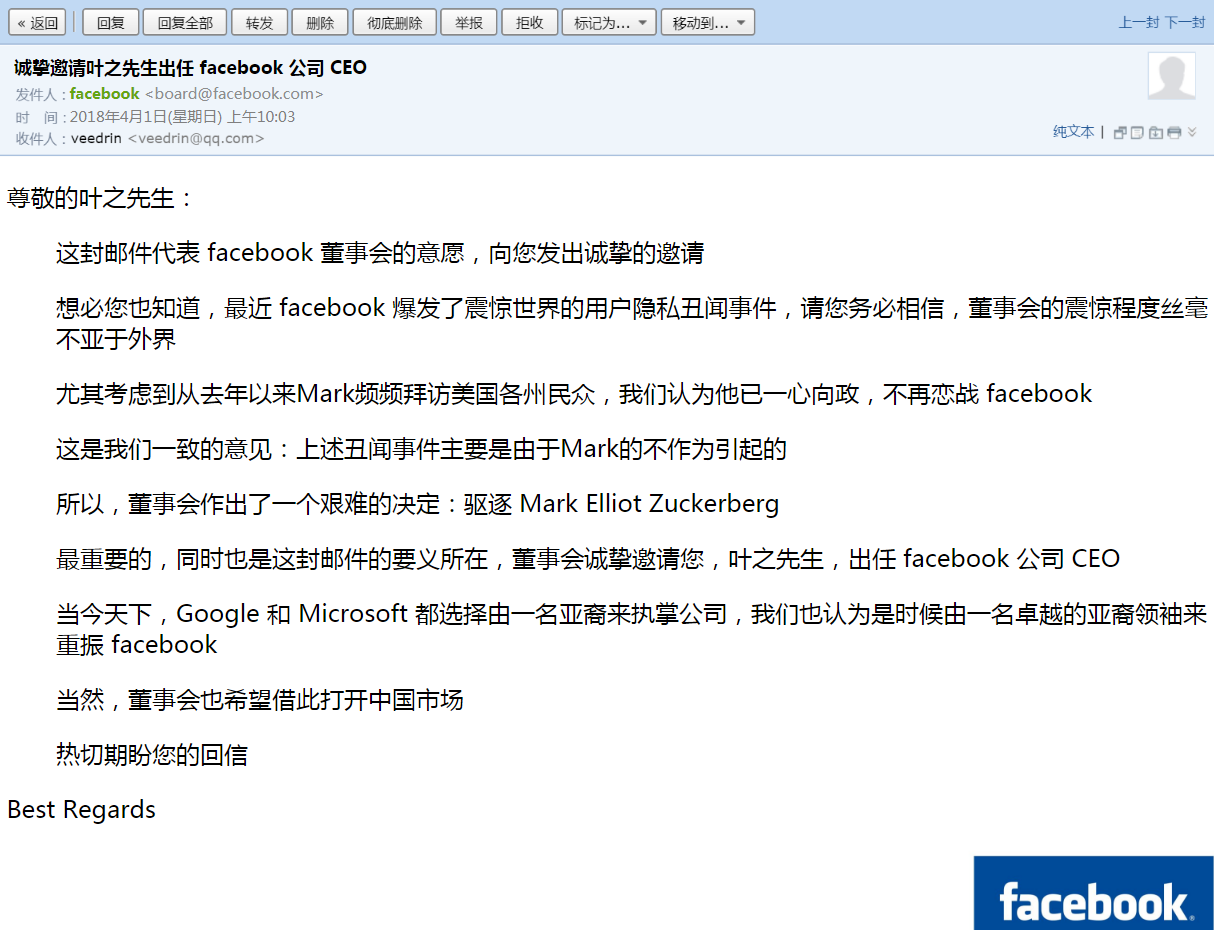 « 返回 回复 回复全部 转发 删除 彻底删除 举报 拒收 标记为... 移动到... 上一封 下一封
诚挚邀请叶之先生出任 facebook 公司 CEO
发件人：facebook <board@facebook.com>
时 间：2018年4月1日(星期日) 上午10:03
收件人：veedrin <veedrin@qq.com>
纯文本 |
尊敬的叶之先生：
这封邮件代表 facebook 董事会的意愿，向您发出诚挚的邀请
想必您也知道，最近 facebook 爆发了震惊世界的用户隐私丑闻事件，请您务必相信，董事会的震惊程度丝毫
不亚于外界
尤其考虑到从去年以来Mark频频拜访美国各州民众，我们认为他已一心向政，不再恋战 facebook
这是我们一致的意见：上述丑闻事件主要是由于Mark的不作为引起的
所以，董事会作出了一个艰难的决定：驱逐 Mark Elliot Zuckerberg
最重要的，同时也是这封邮件的要义所在，董事会诚挚邀请您，叶之先生，出任 facebook 公司 CEO
当今天下，Google 和 Microsoft 都选择由一名亚裔来执掌公司，我们也认为是时候由一名卓越的亚裔领袖来
重振 facebook
当然，董事会也希望借此打开中国市场
热切期盼您的回信
Best Regards
facebook.